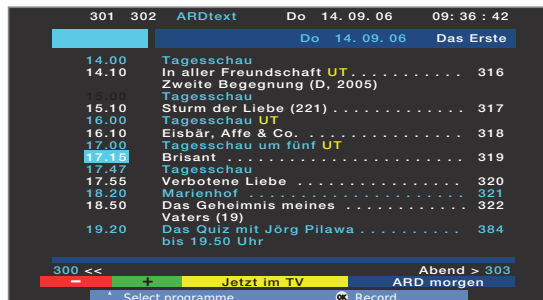 301 302 ARDtext Do 14. 09. 06 09: 36 : 42
Do 14. 09. 06 Das Erste
14.00 Tagesschau
14.10 In aller Freundschaft UT . . . . . . . . . . . 316
Zweite Begegnung (D, 2005)
15.00 Tagesschau
15.10 Sturm der Liebe (221) . . . . . . . . . . . . 317
16.00 Tagesschau UT
16.10 Eisbär, Affe & Co. . . . . . . . . . . . . . . 318
17.00 Tagesschau um fünf UT
17.15 Brisant . . . . . . . . . . . . . . . . . . . . . 319
17.47 Tagesschau
17.55 Verbotene Liebe . . . . . . . . . . . . . . . 320
18.20 Marienhof . . . . . . . . . . . . . . . . . . . 321
18.50 Das Geheimnis meines . . . . . . . . . . . 322
Vaters (19)
19.20 Das Quiz mit Jörg Pilawa . . . . . . . . . . 384
bis 19.50 Uhr
300 << Abend > 303
− + Jetzt im TV ARD morgen
Select programme OK Record